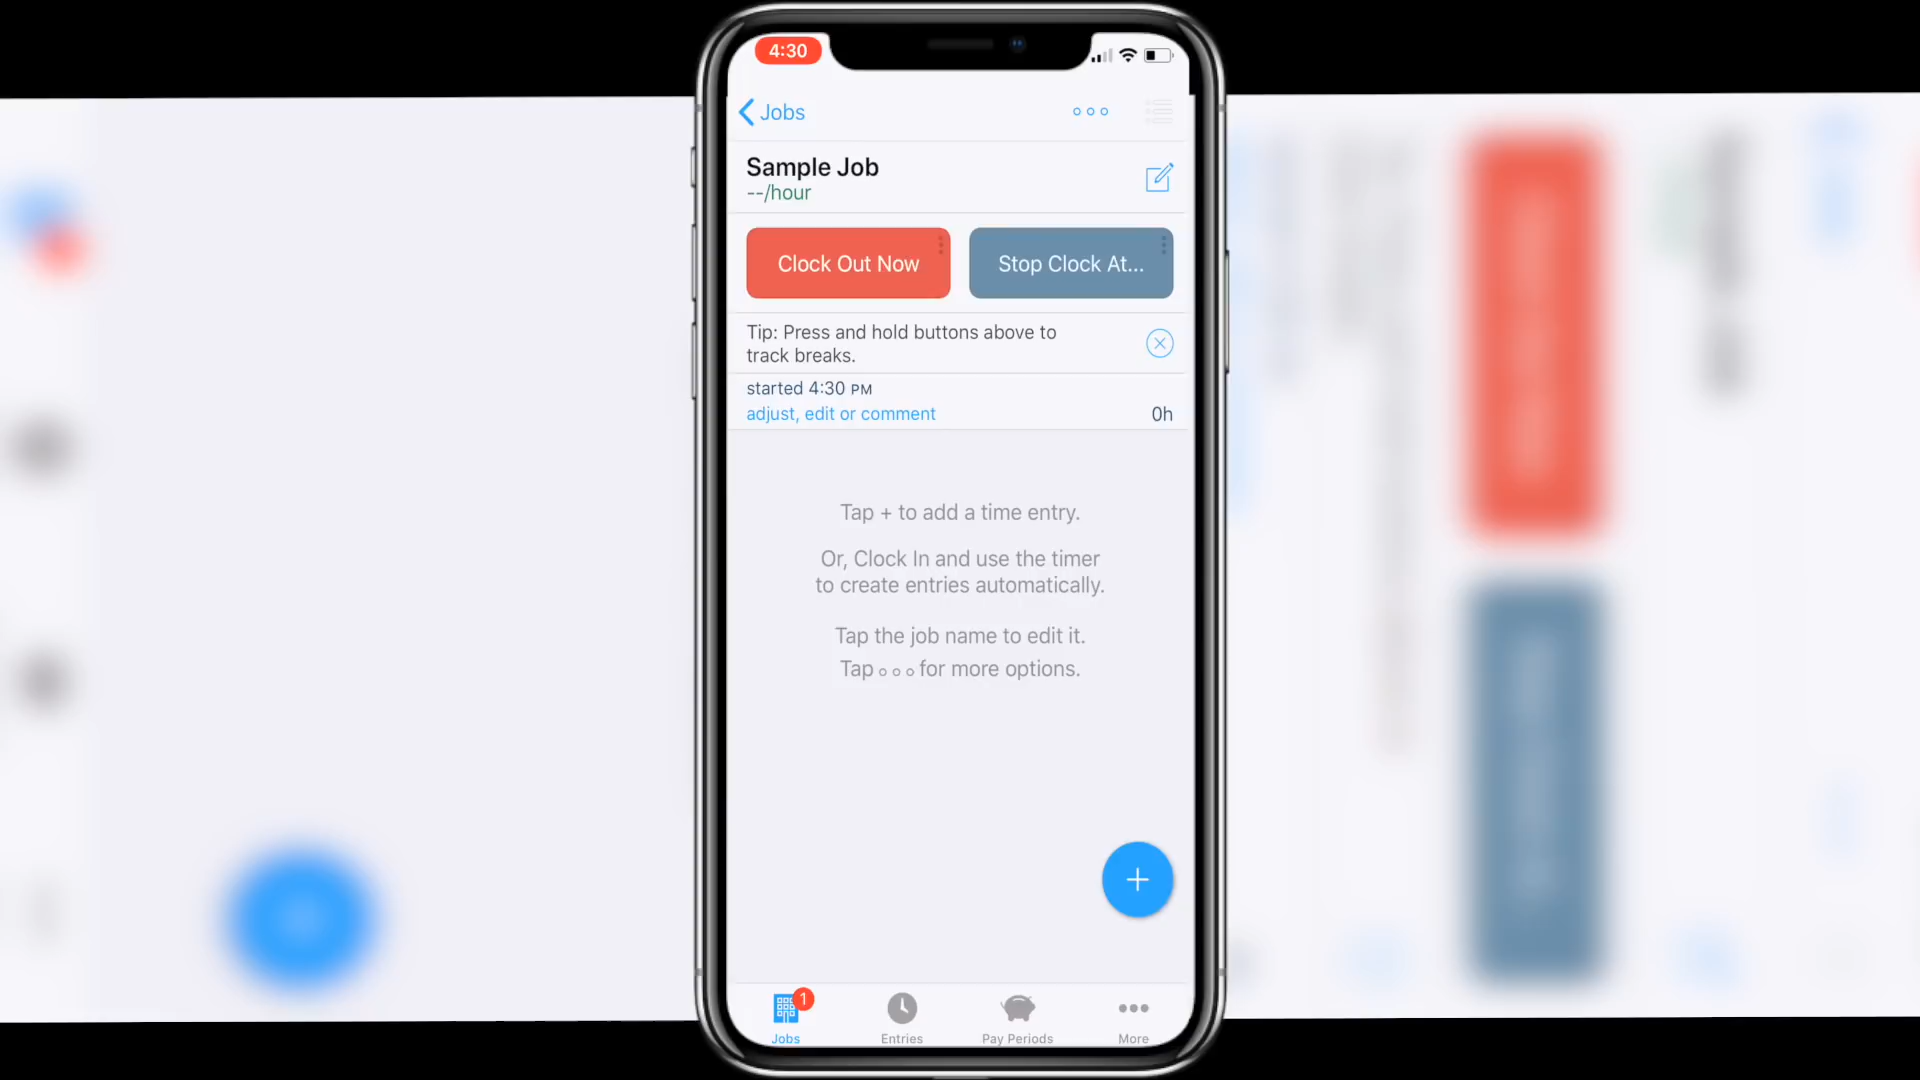 4:30
Jobs
Sample Job
--/hour
Clock Out Now
Stop Clock At...
Tip: Press and hold buttons above to
track breaks.
started 4:30 PM
adjust, edit or comment
0h
Tap + to add a time entry.
Or, Clock In and use the timer
to create entries automatically.
Tap the job name to edit it.
Tap ○ ○ ○ for more options.
1
Jobs
Entries
Pay Periods
More